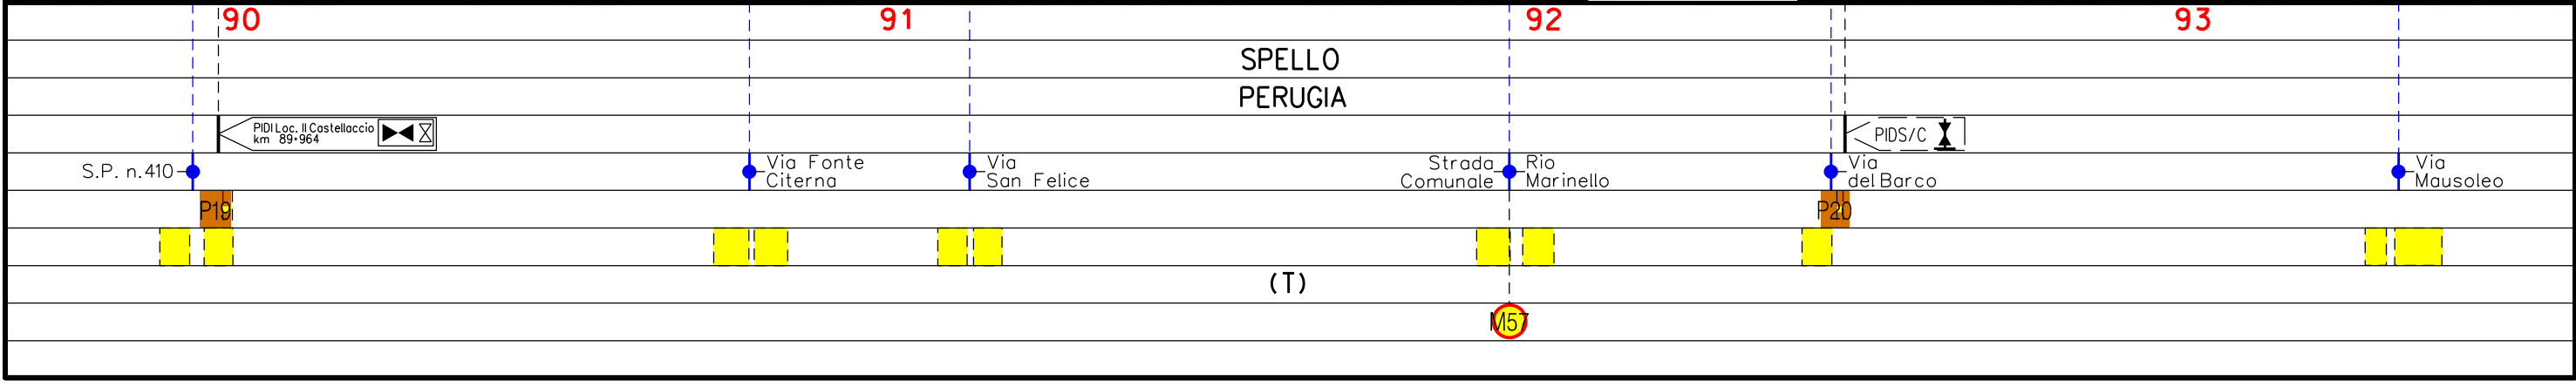 90 91 92 93
SPELLO
PERUGIA
PIDI Loc. Il Castellaccio
km 89+964
PIDS/C
S.P. n.410
Via Fonte
Citerna
Via
San Felice
Strada
Comunale
Rio
Marinello
Via
del Barco
Via
Mausoleo
P19 P20
(T)
M57